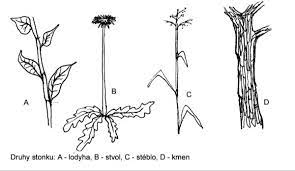 A
B
C
D
Druhy stonku: A - lodyha, B - stvol, C - stéblo, D - kmen